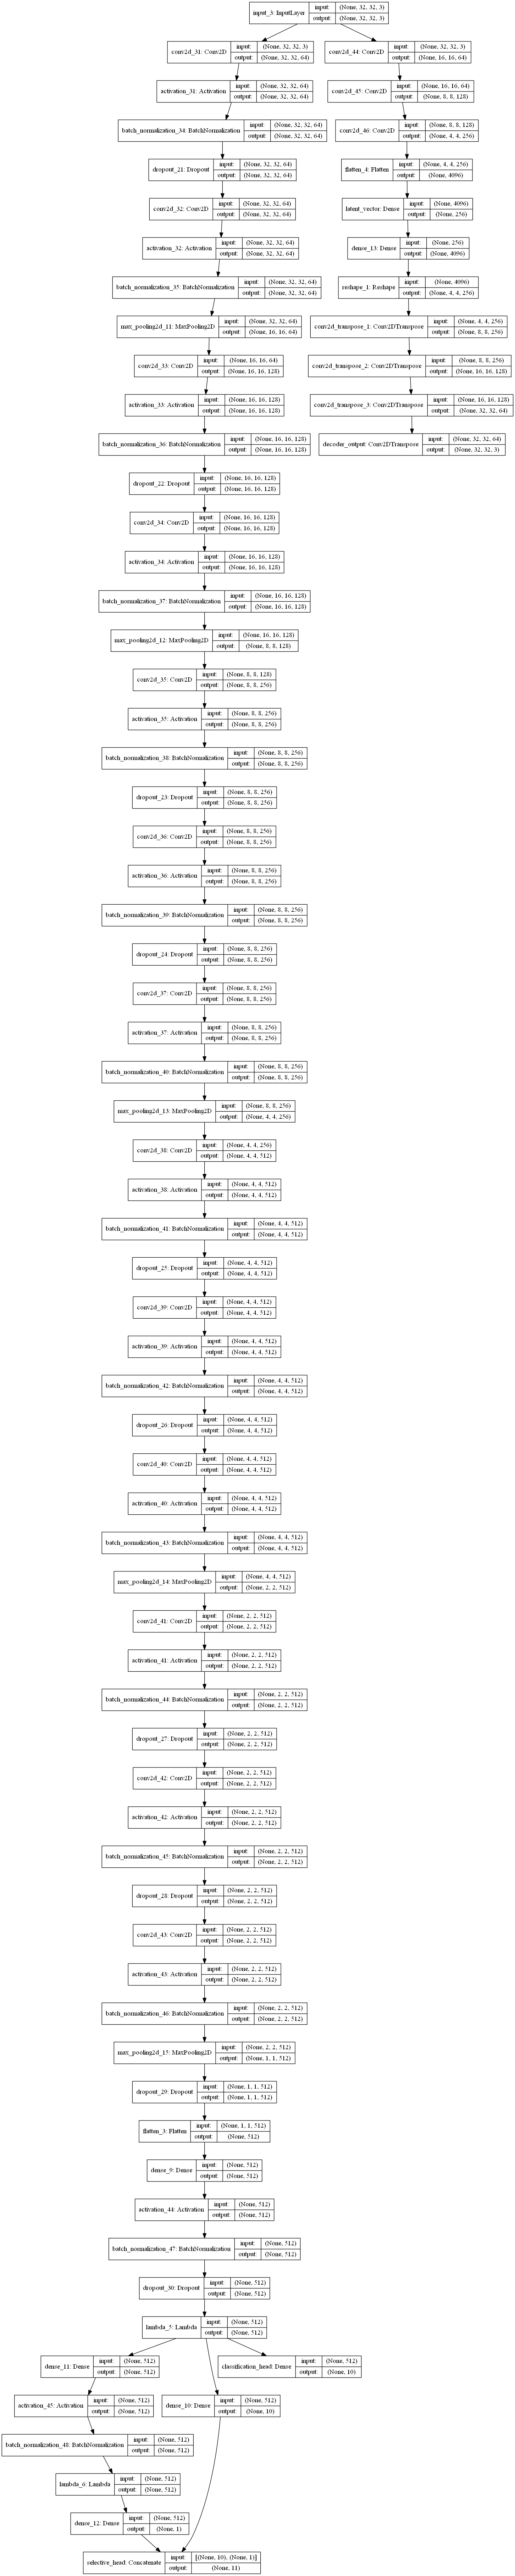 input_3: InputLayer
input: (None, 32, 32, 3)
output: (None, 32, 32, 3)
conv2d_31: Conv2D
input: (None, 32, 32, 3)
output: (None, 32, 32, 64)
conv2d_44: Conv2D
input: (None, 32, 32, 3)
output: (None, 16, 16, 64)
activation_31: Activation
input: (None, 32, 32, 64)
output: (None, 32, 32, 64)
conv2d_45: Conv2D
input: (None, 16, 16, 64)
output: (None, 8, 8, 128)
batch_normalization_34: BatchNormalization
input: (None, 32, 32, 64)
output: (None, 32, 32, 64)
conv2d_46: Conv2D
input: (None, 8, 8, 128)
output: (None, 4, 4, 256)
dropout_21: Dropout
input: (None, 32, 32, 64)
output: (None, 32, 32, 64)
flatten_4: Flatten
input: (None, 4, 4, 256)
output: (None, 4096)
conv2d_32: Conv2D
input: (None, 32, 32, 64)
output: (None, 32, 32, 64)
latent_vector: Dense
input: (None, 4096)
output: (None, 256)
activation_32: Activation
input: (None, 32, 32, 64)
output: (None, 32, 32, 64)
dense_13: Dense
input: (None, 256)
output: (None, 4096)
batch_normalization_35: BatchNormalization
input: (None, 32, 32, 64)
output: (None, 32, 32, 64)
reshape_1: Reshape
input: (None, 4096)
output: (None, 4, 4, 256)
max_pooling2d_11: MaxPooling2D
input: (None, 32, 32, 64)
output: (None, 16, 16, 64)
conv2d_transpose_1: Conv2DTranspose
input: (None, 4, 4, 256)
output: (None, 8, 8, 256)
conv2d_33: Conv2D
input: (None, 16, 16, 64)
output: (None, 16, 16, 128)
conv2d_transpose_2: Conv2DTranspose
input: (None, 8, 8, 256)
output: (None, 16, 16, 128)
activation_33: Activation
input: (None, 16, 16, 128)
output: (None, 16, 16, 128)
conv2d_transpose_3: Conv2DTranspose
input: (None, 16, 16, 128)
output: (None, 32, 32, 64)
batch_normalization_36: BatchNormalization
input: (None, 16, 16, 128)
output: (None, 16, 16, 128)
decoder_output: Conv2DTranspose
input: (None, 32, 32, 64)
output: (None, 32, 32, 3)
dropout_22: Dropout
input: (None, 16, 16, 128)
output: (None, 16, 16, 128)
conv2d_34: Conv2D
input: (None, 16, 16, 128)
output: (None, 16, 16, 128)
activation_34: Activation
input: (None, 16, 16, 128)
output: (None, 16, 16, 128)
batch_normalization_37: BatchNormalization
input: (None, 16, 16, 128)
output: (None, 16, 16, 128)
max_pooling2d_12: MaxPooling2D
input: (None, 16, 16, 128)
output: (None, 8, 8, 128)
conv2d_35: Conv2D
input: (None, 8, 8, 128)
output: (None, 8, 8, 256)
activation_35: Activation
input: (None, 8, 8, 256)
output: (None, 8, 8, 256)
batch_normalization_38: BatchNormalization
input: (None, 8, 8, 256)
output: (None, 8, 8, 256)
dropout_23: Dropout
input: (None, 8, 8, 256)
output: (None, 8, 8, 256)
conv2d_36: Conv2D
input: (None, 8, 8, 256)
output: (None, 8, 8, 256)
activation_36: Activation
input: (None, 8, 8, 256)
output: (None, 8, 8, 256)
batch_normalization_39: BatchNormalization
input: (None, 8, 8, 256)
output: (None, 8, 8, 256)
dropout_24: Dropout
input: (None, 8, 8, 256)
output: (None, 8, 8, 256)
conv2d_37: Conv2D
input: (None, 8, 8, 256)
output: (None, 8, 8, 256)
activation_37: Activation
input: (None, 8, 8, 256)
output: (None, 8, 8, 256)
batch_normalization_40: BatchNormalization
input: (None, 8, 8, 256)
output: (None, 8, 8, 256)
max_pooling2d_13: MaxPooling2D
input: (None, 8, 8, 256)
output: (None, 4, 4, 256)
conv2d_38: Conv2D
input: (None, 4, 4, 256)
output: (None, 4, 4, 512)
activation_38: Activation
input: (None, 4, 4, 512)
output: (None, 4, 4, 512)
batch_normalization_41: BatchNormalization
input: (None, 4, 4, 512)
output: (None, 4, 4, 512)
dropout_25: Dropout
input: (None, 4, 4, 512)
output: (None, 4, 4, 512)
conv2d_39: Conv2D
input: (None, 4, 4, 512)
output: (None, 4, 4, 512)
activation_39: Activation
input: (None, 4, 4, 512)
output: (None, 4, 4, 512)
batch_normalization_42: BatchNormalization
input: (None, 4, 4, 512)
output: (None, 4, 4, 512)
dropout_26: Dropout
input: (None, 4, 4, 512)
output: (None, 4, 4, 512)
conv2d_40: Conv2D
input: (None, 4, 4, 512)
output: (None, 4, 4, 512)
activation_40: Activation
input: (None, 4, 4, 512)
output: (None, 4, 4, 512)
batch_normalization_43: BatchNormalization
input: (None, 4, 4, 512)
output: (None, 4, 4, 512)
max_pooling2d_14: MaxPooling2D
input: (None, 4, 4, 512)
output: (None, 2, 2, 512)
conv2d_41: Conv2D
input: (None, 2, 2, 512)
output: (None, 2, 2, 512)
activation_41: Activation
input: (None, 2, 2, 512)
output: (None, 2, 2, 512)
batch_normalization_44: BatchNormalization
input: (None, 2, 2, 512)
output: (None, 2, 2, 512)
dropout_27: Dropout
input: (None, 2, 2, 512)
output: (None, 2, 2, 512)
conv2d_42: Conv2D
input: (None, 2, 2, 512)
output: (None, 2, 2, 512)
activation_42: Activation
input: (None, 2, 2, 512)
output: (None, 2, 2, 512)
batch_normalization_45: BatchNormalization
input: (None, 2, 2, 512)
output: (None, 2, 2, 512)
dropout_28: Dropout
input: (None, 2, 2, 512)
output: (None, 2, 2, 512)
conv2d_43: Conv2D
input: (None, 2, 2, 512)
output: (None, 2, 2, 512)
activation_43: Activation
input: (None, 2, 2, 512)
output: (None, 2, 2, 512)
batch_normalization_46: BatchNormalization
input: (None, 2, 2, 512)
output: (None, 2, 2, 512)
max_pooling2d_15: MaxPooling2D
input: (None, 2, 2, 512)
output: (None, 1, 1, 512)
dropout_29: Dropout
input: (None, 1, 1, 512)
output: (None, 1, 1, 512)
flatten_3: Flatten
input: (None, 1, 1, 512)
output: (None, 512)
dense_9: Dense
input: (None, 512)
output: (None, 512)
activation_44: Activation
input: (None, 512)
output: (None, 512)
batch_normalization_47: BatchNormalization
input: (None, 512)
output: (None, 512)
dropout_30: Dropout
input: (None, 512)
output: (None, 512)
lambda_5: Lambda
input: (None, 512)
output: (None, 512)
dense_11: Dense
input: (None, 512)
output: (None, 512)
classification_head: Dense
input: (None, 512)
output: (None, 10)
activation_45: Activation
input: (None, 512)
output: (None, 512)
dense_10: Dense
input: (None, 512)
output: (None, 10)
batch_normalization_48: BatchNormalization
input: (None, 512)
output: (None, 512)
lambda_6: Lambda
input: (None, 512)
output: (None, 512)
dense_12: Dense
input: (None, 512)
output: (None, 1)
selective_head: Concatenate
input: [(None, 10), (None, 1)]
output: (None, 11)